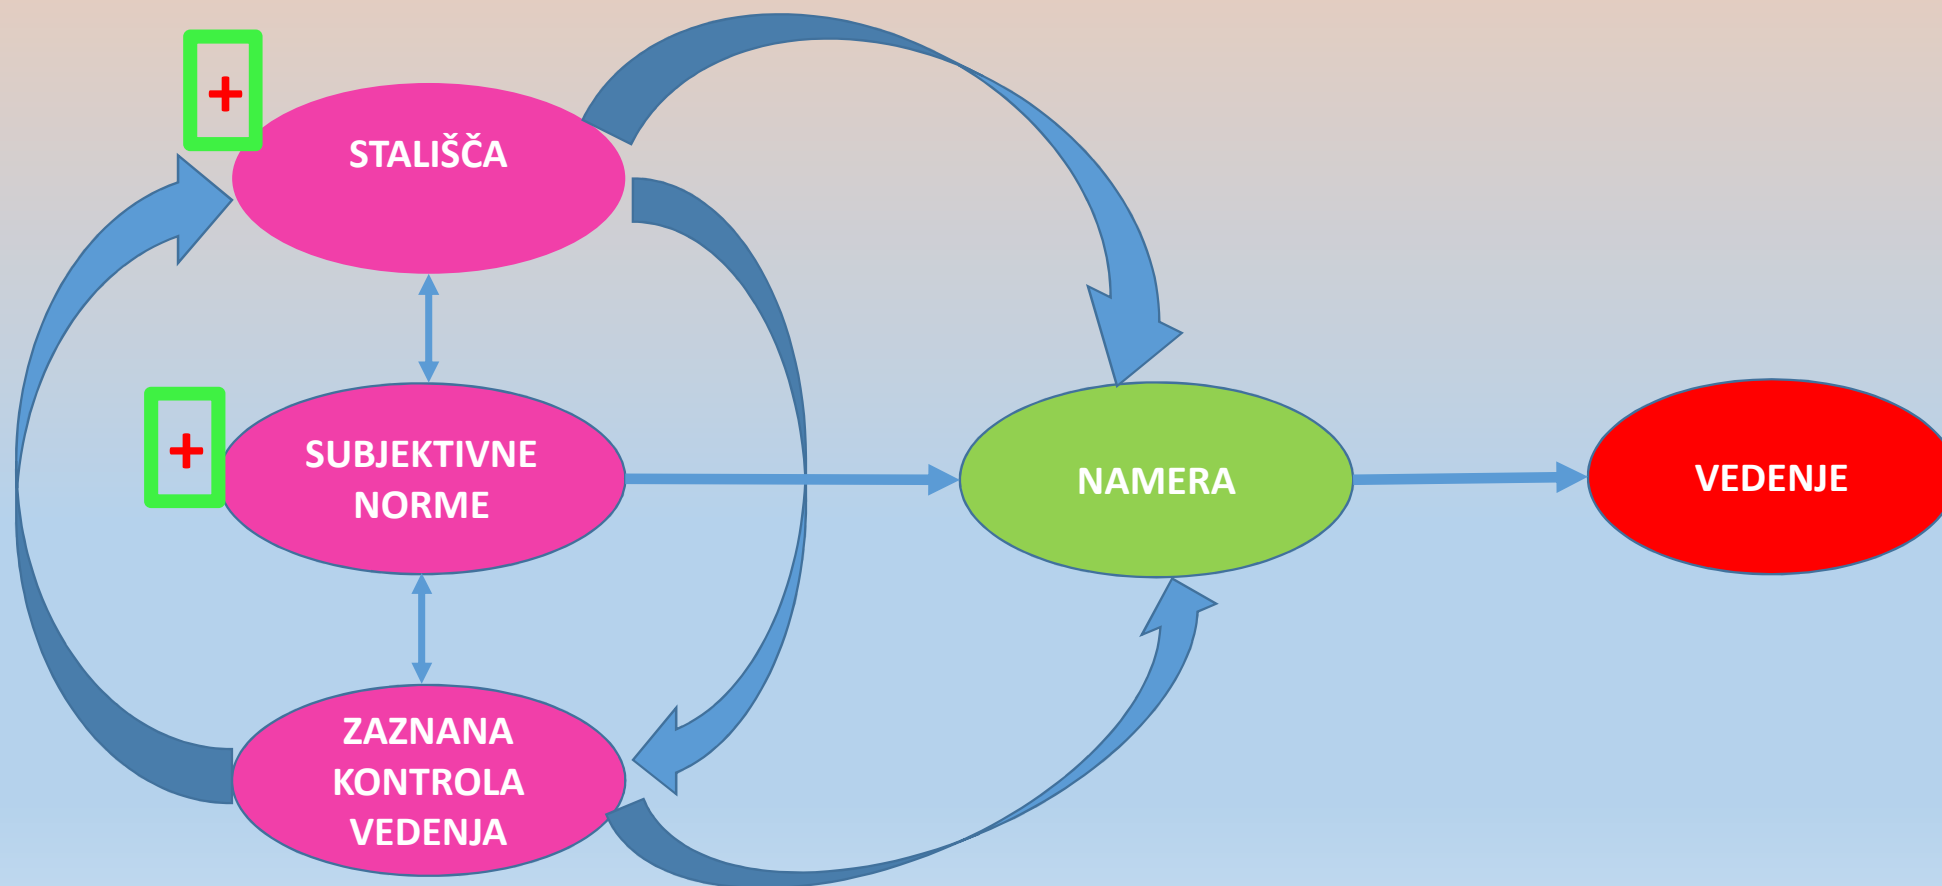 +
STALIŠČA
+
SUBJEKTIVNE
NORME
NAMERA
VEDENJE
ZAZNANA
KONTROLA
VEDENJA